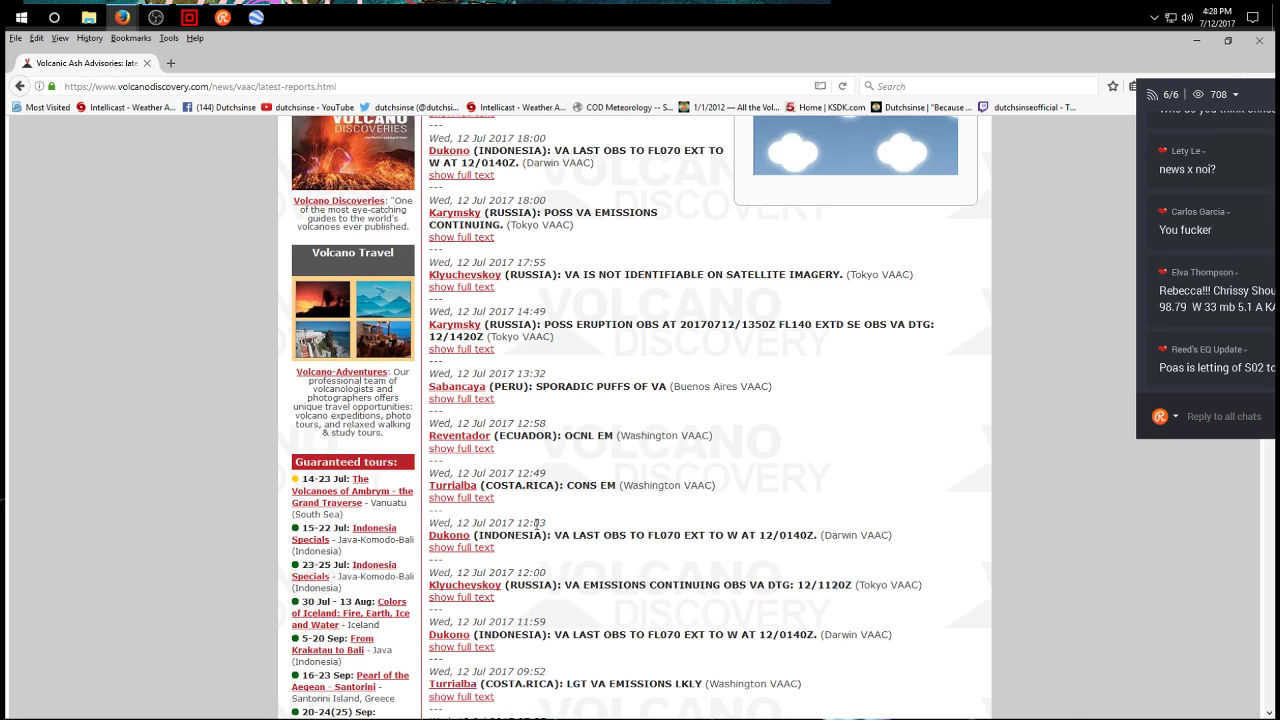 4:28 PM
7/12/2017
File Edit View History Bookmarks Tools Help
Volcanic Ash Advisories: late
https://www.volcanodiscovery.com/news/vaac/latest-reports.html
Search
Most Visited
Intellicast - Weather A...
(144) Dutchsinse
dutchsinse - YouTube
dutchsinse (@dutchsi...
Intellicast - Weather A...
COD Meteorology -- S...
1/1/2012 — All the Vol...
Home | KSDK.com
Dutchsinse | "Because ...
dutchsinseofficial - T...
VOLCANO
DISCOVERIES
Volcano Discoveries: "One
of the most eye-catching
guides to the world's
volcanoes ever published.
Volcano Travel
Volcano-Adventures: Our
professional team of
volcanologists and
photographers offers
unique travel opportunities:
volcano expeditions, photo
tours, and relaxed walking
& study tours.
Guaranteed tours:
14-23 Jul: The
Volcanoes of Ambrym - the
Grand Traverse - Vanuatu
(South Sea)
15-22 Jul: Indonesia
Specials - Java-Komodo-Bali
(Indonesia)
23-25 Jul: Indonesia
Specials - Java-Komodo-Bali
(Indonesia)
30 Jul - 13 Aug: Colors
of Iceland: Fire, Earth, Ice
and Water - Iceland
5-20 Sep: From
Krakatau to Bali - Java
(Indonesia)
16-23 Sep: Pearl of the
Aegean - Santorini -
Santorini Island, Greece
20-24(25) Sep:
---
Wed, 12 Jul 2017 18:00
Dukono (INDONESIA): VA LAST OBS TO FL070 EXT TO
W AT 12/0140Z. (Darwin VAAC)
show full text
---
Wed, 12 Jul 2017 18:00
Karymsky (RUSSIA): POSS VA EMISSIONS
CONTINUING. (Tokyo VAAC)
show full text
---
Wed, 12 Jul 2017 17:55
Klyuchevskoy (RUSSIA): VA IS NOT IDENTIFIABLE ON SATELLITE IMAGERY. (Tokyo VAAC)
show full text
---
Wed, 12 Jul 2017 14:49
Karymsky (RUSSIA): POSS ERUPTION OBS AT 20170712/1350Z FL140 EXTD SE OBS VA DTG:
12/1420Z (Tokyo VAAC)
show full text
---
Wed, 12 Jul 2017 13:32
Sabancaya (PERU): SPORADIC PUFFS OF VA (Buenos Aires VAAC)
show full text
---
Wed, 12 Jul 2017 12:58
Reventador (ECUADOR): OCNL EM (Washington VAAC)
show full text
---
Wed, 12 Jul 2017 12:49
Turrialba (COSTA.RICA): CONS EM (Washington VAAC)
show full text
---
Wed, 12 Jul 2017 12:03
Dukono (INDONESIA): VA LAST OBS TO FL070 EXT TO W AT 12/0140Z. (Darwin VAAC)
show full text
---
Wed, 12 Jul 2017 12:00
Klyuchevskoy (RUSSIA): VA EMISSIONS CONTINUING OBS VA DTG: 12/1120Z (Tokyo VAAC)
show full text
---
Wed, 12 Jul 2017 11:59
Dukono (INDONESIA): VA LAST OBS TO FL070 EXT TO W AT 12/0140Z. (Darwin VAAC)
show full text
---
Wed, 12 Jul 2017 09:52
Turrialba (COSTA.RICA): LGT VA EMISSIONS LKLY (Washington VAAC)
show full text
---
6/6 708
Lety Le
news x noi?
Carlos Garcia
You fucker
Elva Thompson
Rebecca!!! Chrissy Shou
98.79 W 33 mb 5.1 A KA
Reed's EQ Update
Poas is letting of S02 to
Reply to all chats